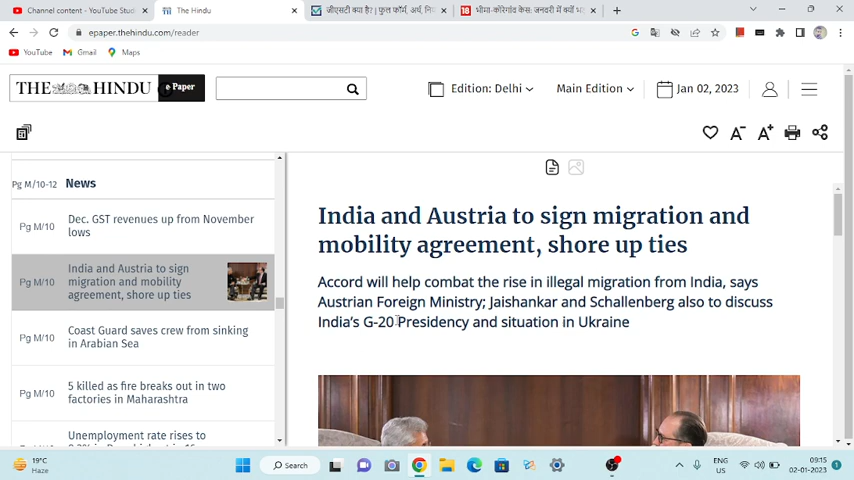 Channel content - YouTube Stud
The Hindu
जीएसटी क्या है? | फुल फॉर्म, अर्थ, निय
भीमा-कोरेगांव केस: जनवरी में क्यों भ
epaper.thehindu.com/reader
YouTube
Gmail
Maps
THE HINDU
e Paper
Edition: Delhi
Main Edition
Jan 02, 2023
A-
A+
Pg M/10-12 News
Pg M/10
Dec. GST revenues up from November
lows
Pg M/10
India and Austria to sign
migration and mobility
agreement, shore up ties
Pg M/10
Coast Guard saves crew from sinking
in Arabian Sea
Pg M/10
5 killed as fire breaks out in two
factories in Maharashtra
Unemployment rate rises to
India and Austria to sign migration and
mobility agreement, shore up ties
Accord will help combat the rise in illegal migration from India, says
Austrian Foreign Ministry; Jaishankar and Schallenberg also to discuss
India's G-20 Presidency and situation in Ukraine
19°C
Haze
Search
ENG
US
09:15
02-01-2023
1